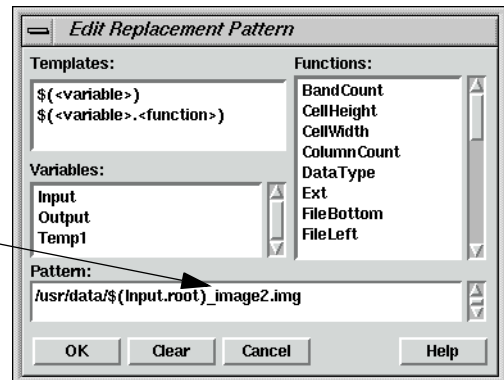 Edit Replacement Pattern
Templates:
$(<variable>)
$(<variable>.<function>)
Variables:
Input
Output
Temp1
Functions:
BandCount
CellHeight
CellWidth
ColumnCount
DataType
Ext
FileBottom
FileLeft
Pattern:
/usr/data/$(Input.root)_image2.img
OK Clear Cancel Help